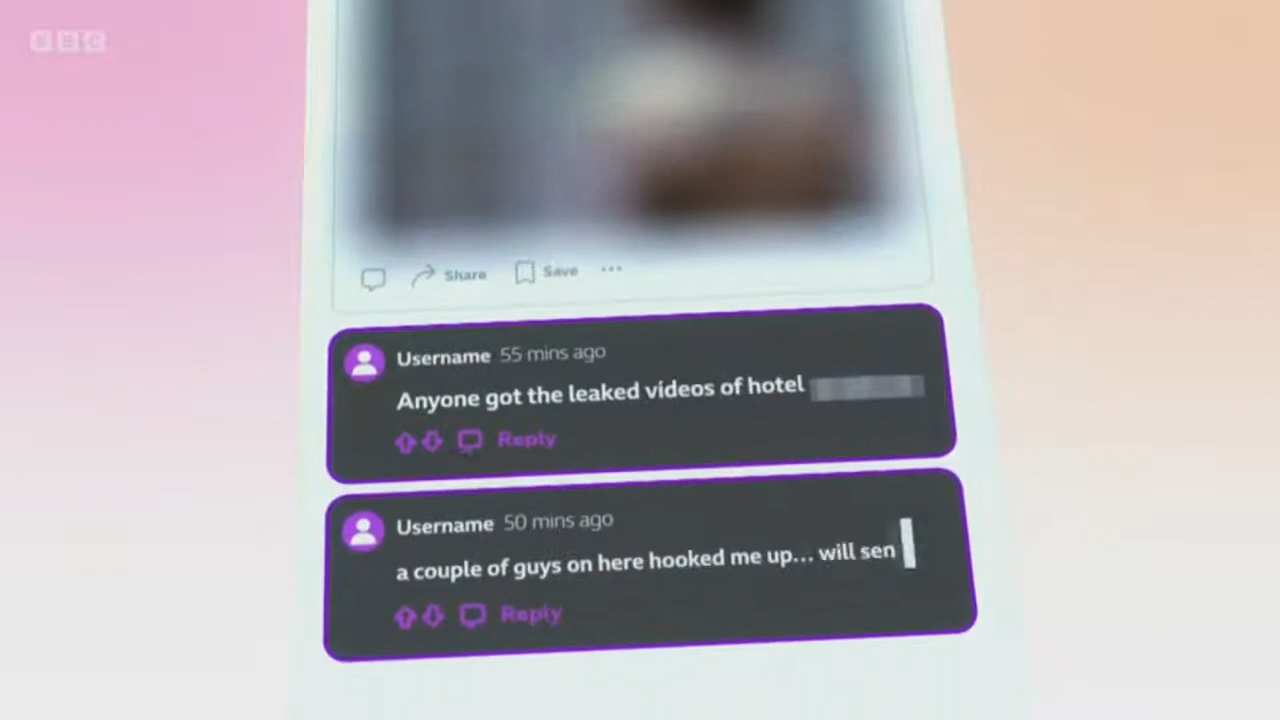 BBC
Share Save
Username 55 mins ago
Anyone got the leaked videos of hotel
Reply
Username 50 mins ago
a couple of guys on here hooked me up... will sen
Reply